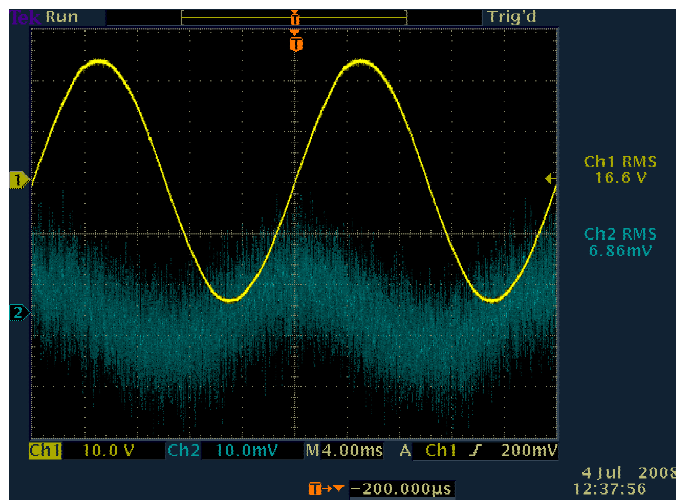 Tek Run Trig'd
T
T
1
Ch1 RMS
16.6 V
Ch2 RMS
6.86mV
2
Ch1 10.0 V Ch2 10.0mV M 4.00ms A Ch1 200mV
T -200.000µs
4 Jul 2008
12:37:56